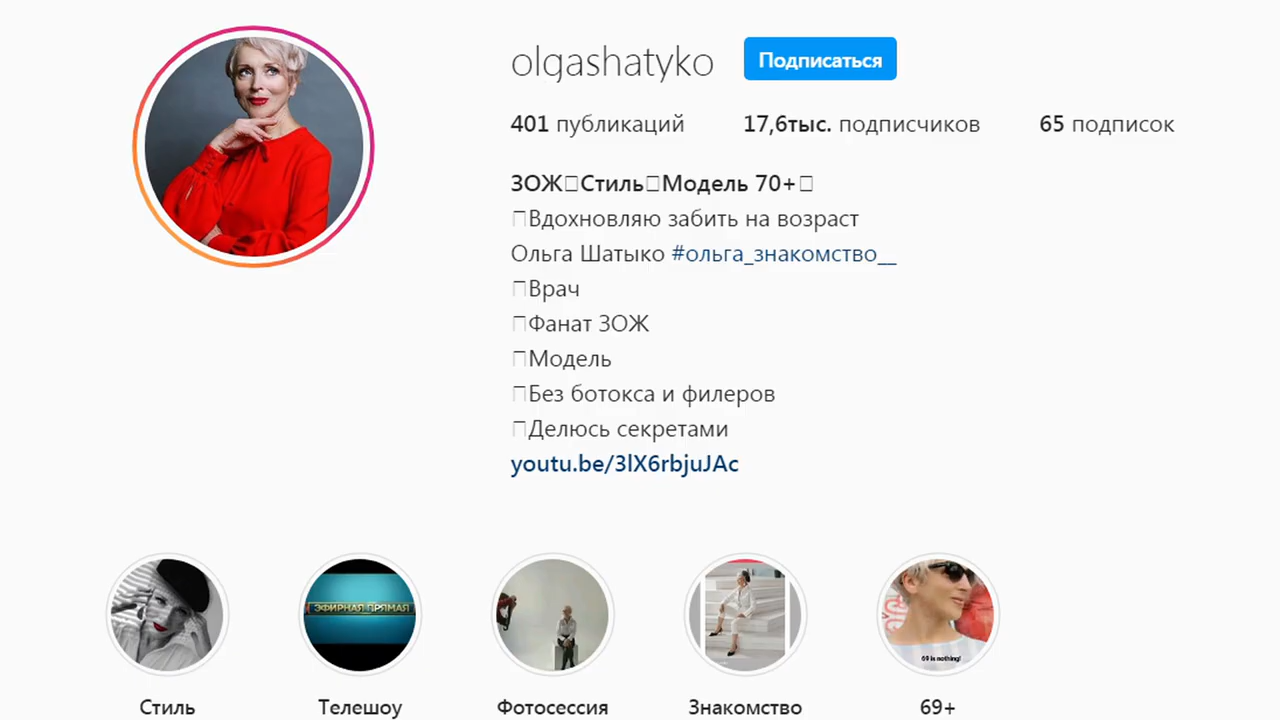 olgashatyko Подписаться
401 публикаций 17,6тыс. подписчиков 65 подписок
ЗОЖ Стиль Модель 70+
Вдохновляю забить на возраст
Ольга Шатыко #ольга_знакомство__
Врач
Фанат ЗОЖ
Модель
Без ботокса и филеров
Делюсь секретами
youtu.be/3lX6rbjuJAc
ЭФИРНАЯ ПРЯМАЯ
69 is nothing!
Стиль Телешоу Фотосессия Знакомство 69+